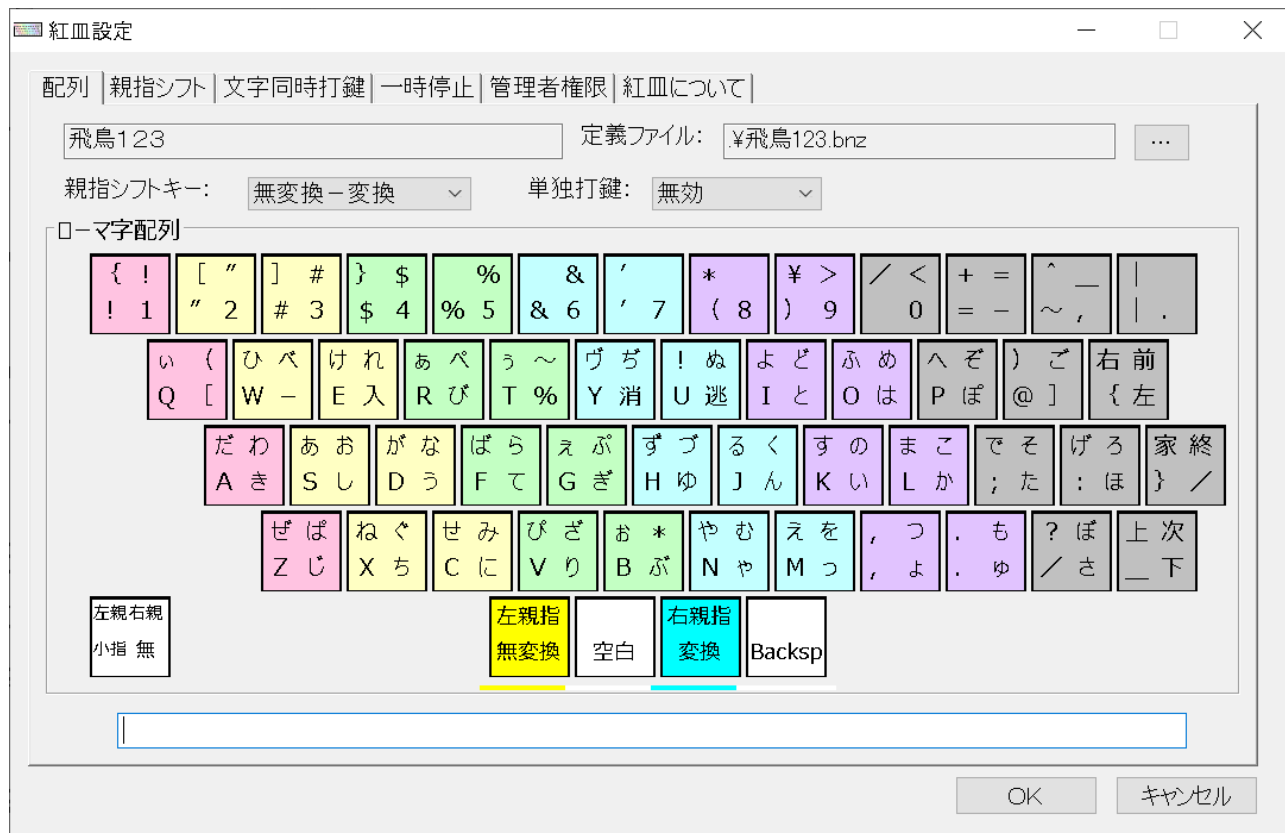 紅皿設定
配列 親指シフト 文字同時打鍵 一時停止 管理者権限 紅皿について
飛鳥123 定義ファイル: .¥飛鳥123.bnz ...
親指シフトキー: 無変換－変換 単独打鍵: 無効
ローマ字配列
{ ! [ ″ ] # } $ % & ′ * ¥ > ／ < + = ^ _ |
! 1 ″ 2 # 3 $ 4 % 5 & 6 ′ 7 ( 8 ) 9 0 = − ～ , | .
ぃ ( ひ べ け れ ぁ ぺ ぅ ～ ヴ ぢ ! ぬ よ ど ふ め へ ぞ ) ご 右 前
Q [ W − E 入 R び T % Y 消 U 逃 I と O は P ぽ @ ] { 左
だ わ あ お が な ば ら ぇ ぷ ず づ る く す の ま こ で そ げ ろ 家 終
A き S し D う F て G ぎ H ゆ J ん K い L か ; た : ほ } ／
ぜ ぱ ね ぐ せ み ぴ ざ ぉ * や む え を , つ . も ? ぼ 上 次
Z じ X ち C に V り B ぶ N ゃ M っ , ょ . ゅ ／ さ _ 下
左親右親 左親指 右親指
小指 無 無変換 空白 変換 Backsp
OK キャンセル